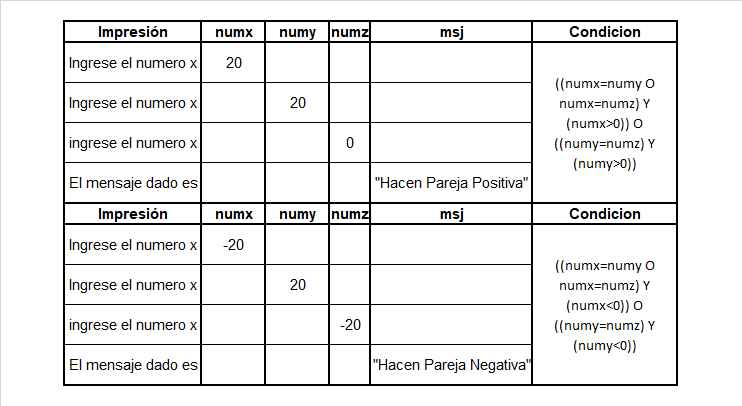 Impresión numx numy numz msj Condicion
Ingrese el numero x 20
Ingrese el numero x 20
ingrese el numero x 0
El mensaje dado es "Hacen Pareja Positiva"
((numx=numy O
numx=numz) Y
(numx>0)) O
((numy=numz) Y
(numy>0))
Impresión numx numy numz msj Condicion
Ingrese el numero x -20
Ingrese el numero x 20
ingrese el numero x -20
El mensaje dado es "Hacen Pareja Negativa"
((numx=numy O
numx=numz) Y
(numx<0)) O
((numy=numz) Y
(numy<0))